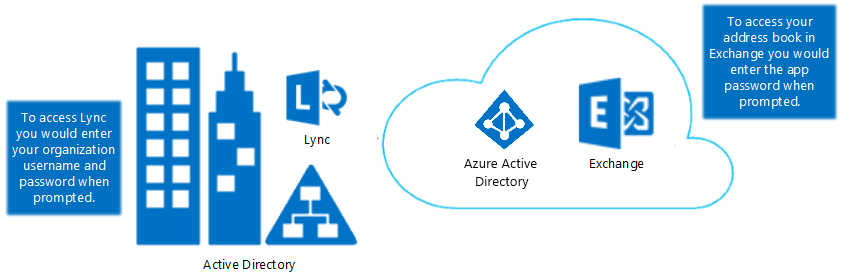 To access Lync
you would enter
your organization
username and
password when
prompted.
L
Lync
Active Directory
Azure Active
Directory
E
Exchange
To access your
address book in
Exchange you would
enter the app
password when
prompted.